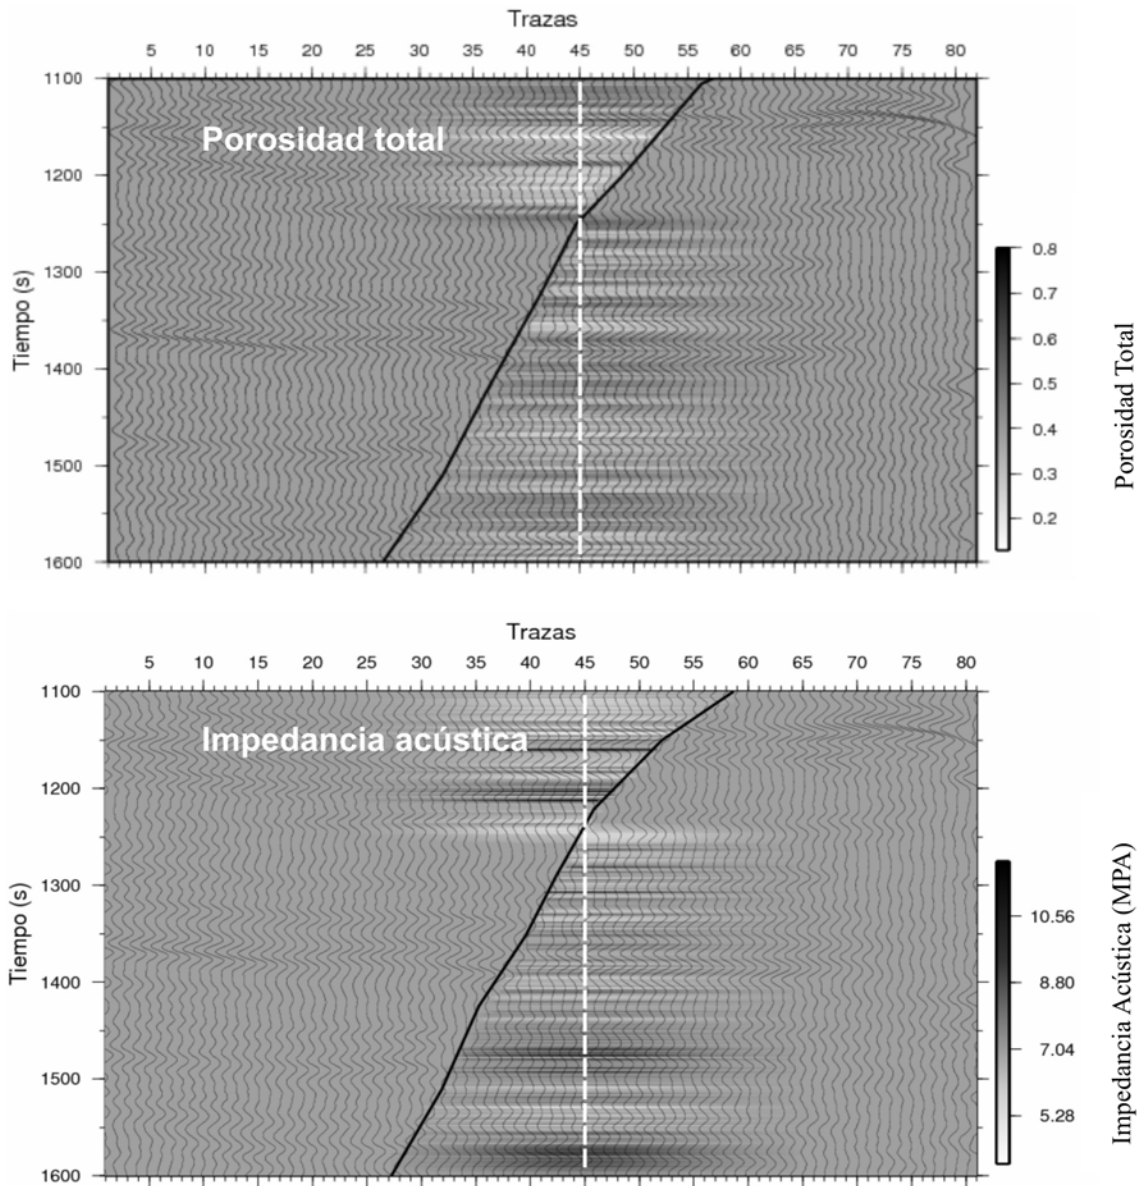 Trazas
5 10 15 20 25 30 35 40 45 50 55 60 65 70 75 80
1100
Porosidad total
1200
1300
1400
1500
1600
Tiempo (s)
0.8
0.7
0.6
0.5
0.4
0.3
0.2
Porosidad Total
Trazas
5 10 15 20 25 30 35 40 45 50 55 60 65 70 75 80
1100
Impedancia acústica
1200
1300
1400
1500
1600
Tiempo (s)
10.56
8.80
7.04
5.28
Impedancia Acústica (MPA)